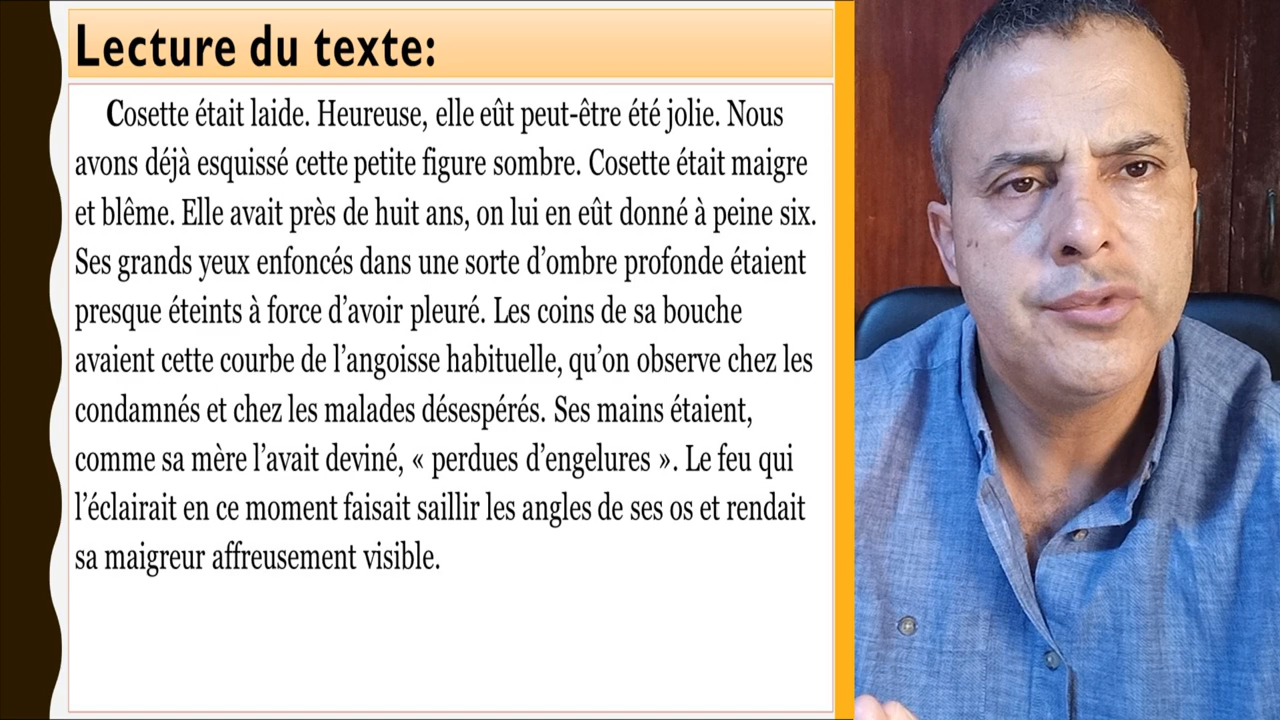 Lecture du texte:
Cosette était laide. Heureuse, elle eût peut-être été jolie. Nous
avons déjà esquissé cette petite figure sombre. Cosette était maigre
et blême. Elle avait près de huit ans, on lui en eût donné à peine six.
Ses grands yeux enfoncés dans une sorte d’ombre profonde étaient
presque éteints à force d’avoir pleuré. Les coins de sa bouche
avaient cette courbe de l’angoisse habituelle, qu’on observe chez les
condamnés et chez les malades désespérés. Ses mains étaient,
comme sa mère l’avait deviné, « perdues d’engelures ». Le feu qui
l’éclairait en ce moment faisait saillir les angles de ses os et rendait
sa maigreur affreusement visible.